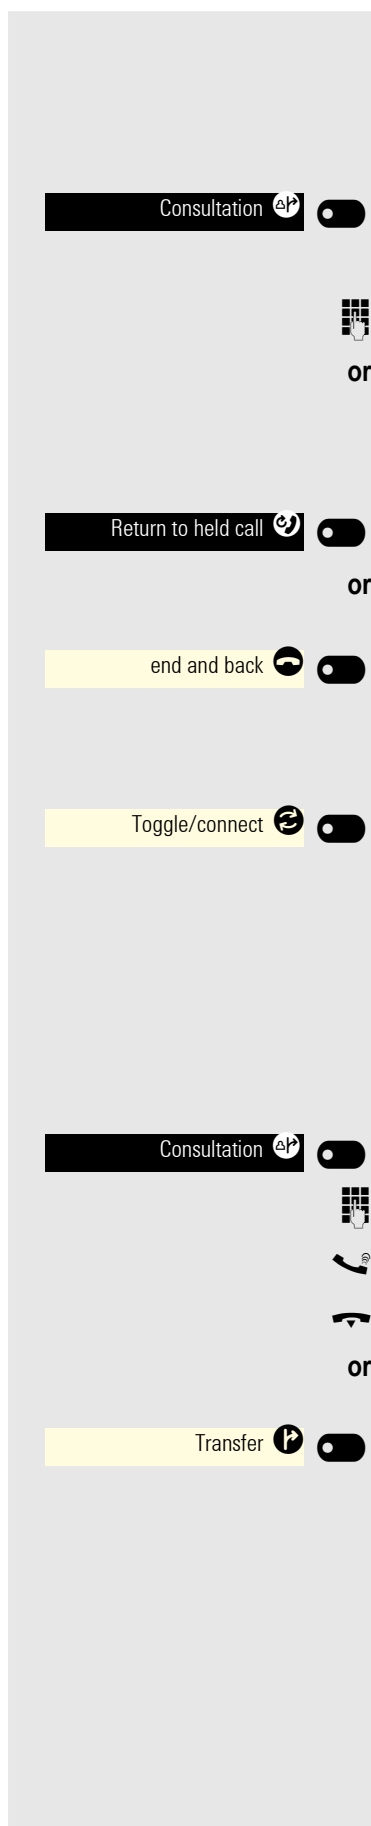 Consultation
or
Return to held call
or
end and back
Toggle/connect
Consultation
or
Transfer